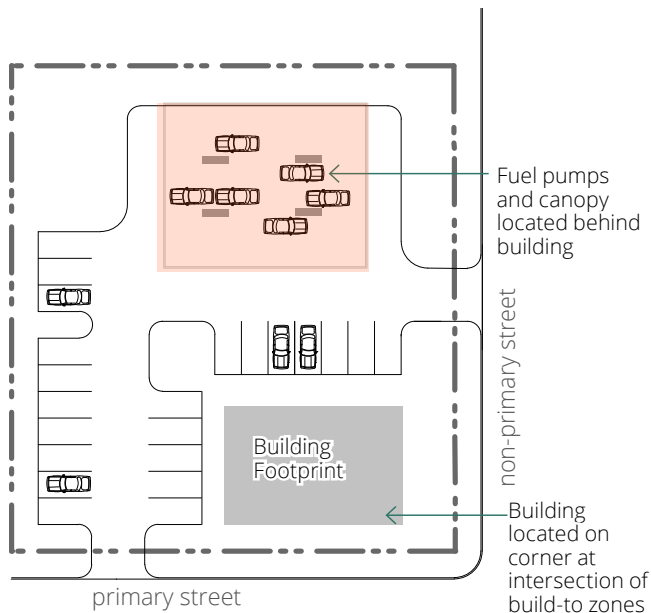 Fuel pumps
and canopy
located behind
building
non-primary street
Building
Footprint
Building
located on
corner at
intersection of
build-to zones
primary street